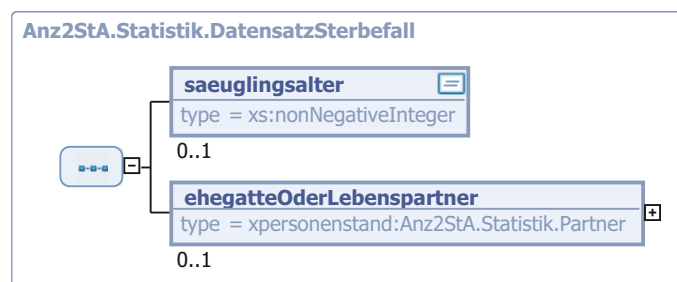 Anz2StA.Statistik.DatensatzSterbefall
saeuglingsalter
type = xs:nonNegativeInteger
0..1
ehegatteOderLebenspartner
type = xpersonenstand:Anz2StA.Statistik.Partner
0..1